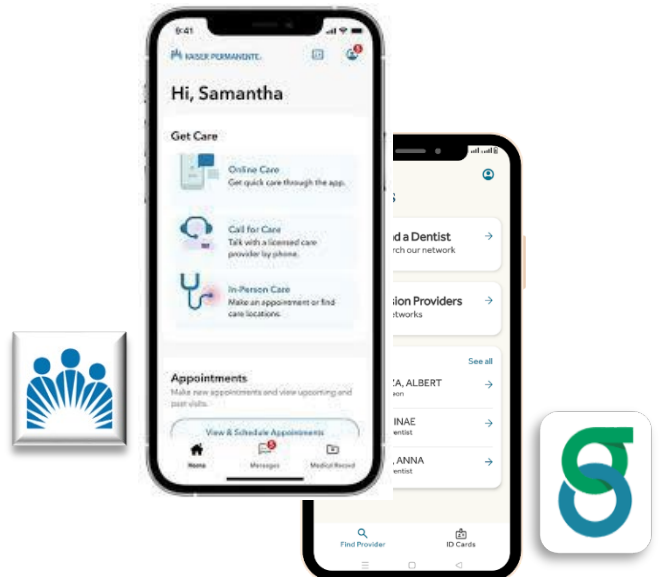 9:41
KAISER PERMANENTE.
Hi, Samantha
Get Care
Online Care
Get quick care through the app.
Call for Care
Talk with a licensed care
provider by phone.
In-Person Care
Make an appointment or find
care locations.
Appointments
Make new appointments and view upcoming and
past visits.
View & Schedule Appointments
5
Home
Messages
Medical Record
d a Dentist
rch our network
sion Providers
etworks
See all
ZA, ALBERT
eon
INAE
entist
, ANNA
entist
Find Provider
ID Cards